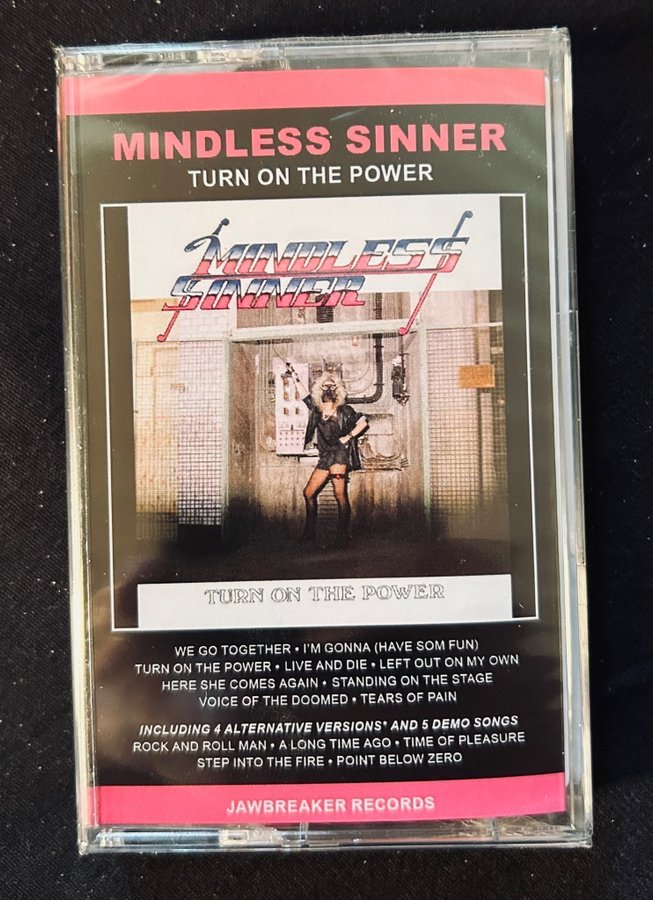 MINDLESS SINNER
TURN ON THE POWER
MINDLESS
SINNER
TURN ON THE POWER
WE GO TOGETHER • I'M GONNA (HAVE SOM FUN)
TURN ON THE POWER • LIVE AND DIE • LEFT OUT ON MY OWN
HERE SHE COMES AGAIN • STANDING ON THE STAGE
VOICE OF THE DOOMED • TEARS OF PAIN
INCLUDING 4 ALTERNATIVE VERSIONS* AND 5 DEMO SONGS
ROCK AND ROLL MAN • A LONG TIME AGO • TIME OF PLEASURE
STEP INTO THE FIRE • POINT BELOW ZERO
JAWBREAKER RECORDS